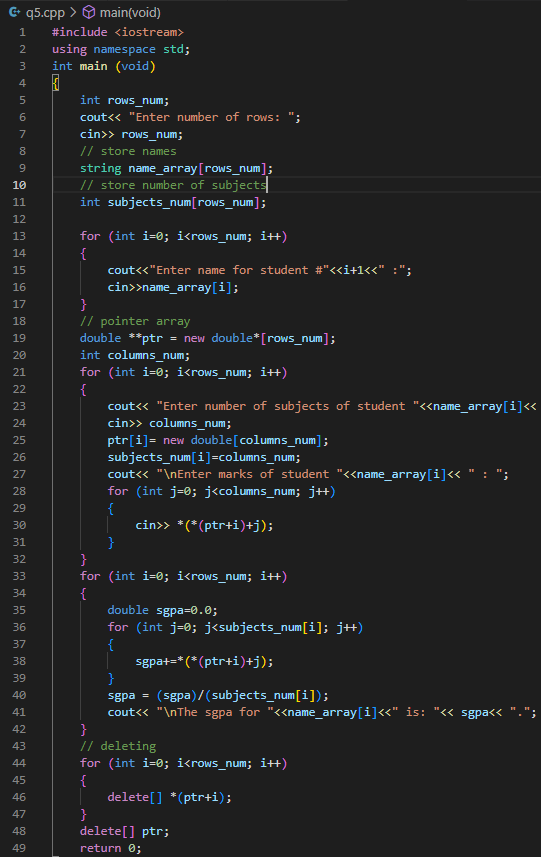 q5.cpp > main(void)
1 #include <iostream>
2 using namespace std;
3 int main (void)
4 {
5     int rows_num;
6     cout<< "Enter number of rows: ";
7     cin>> rows_num;
8     // store names
9     string name_array[rows_num];
10     // store number of subjects
11     int subjects_num[rows_num];
12
13     for (int i=0; i<rows_num; i++)
14     {
15         cout<<"Enter name for student #"<<i+1<<" :";
16         cin>>name_array[i];
17     }
18     // pointer array
19     double **ptr = new double*[rows_num];
20     int columns_num;
21     for (int i=0; i<rows_num; i++)
22     {
23         cout<< "Enter number of subjects of student "<<name_array[i]<<
24         cin>> columns_num;
25         ptr[i]= new double[columns_num];
26         subjects_num[i]=columns_num;
27         cout<< "\nEnter marks of student "<<name_array[i]<< " : ";
28         for (int j=0; j<columns_num; j++)
29         {
30             cin>> *(*(ptr+i)+j);
31         }
32     }
33     for (int i=0; i<rows_num; i++)
34     {
35         double sgpa=0.0;
36         for (int j=0; j<subjects_num[i]; j++)
37         {
38             sgpa+=*(*(ptr+i)+j);
39         }
40         sgpa = (sgpa)/(subjects_num[i]);
41         cout<< "\nThe sgpa for "<<name_array[i]<<" is: "<< sgpa<< ".";
42     }
43     // deleting
44     for (int i=0; i<rows_num; i++)
45     {
46         delete[] *(ptr+i);
47     }
48     delete[] ptr;
49     return 0;